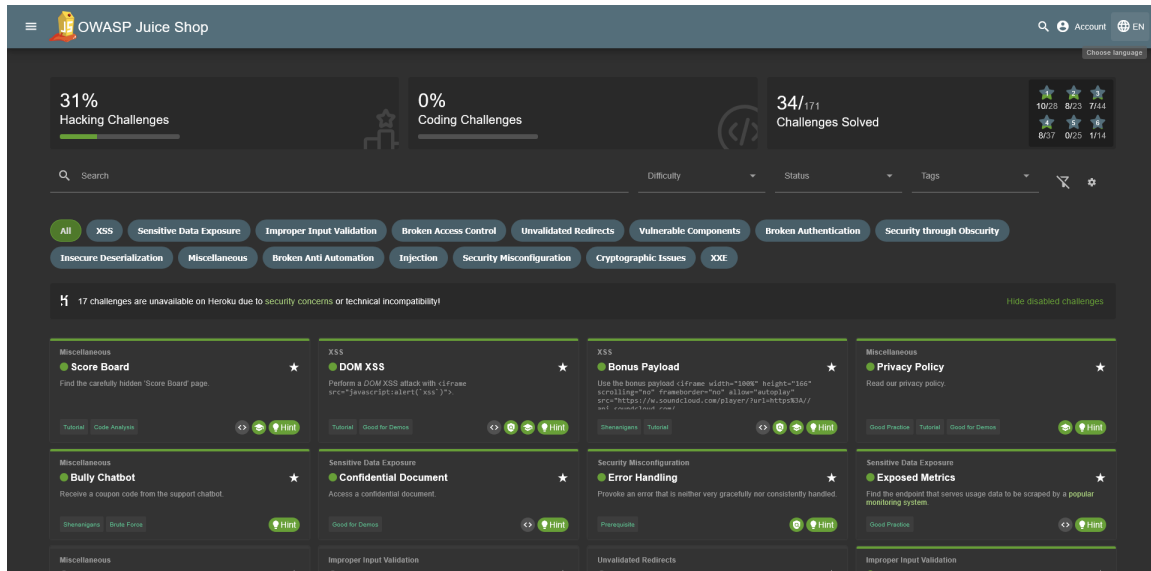 OWASP Juice Shop
Account
EN
Choose language
31%
Hacking Challenges
0%
Coding Challenges
34/171
Challenges Solved
1 2 3
10/28 8/23 7/44
4 5 6
8/37 0/25 1/14
Search
Difficulty
Status
Tags
All XSS Sensitive Data Exposure Improper Input Validation Broken Access Control Unvalidated Redirects Vulnerable Components Broken Authentication Security through Obscurity
Insecure Deserialization Miscellaneous Broken Anti Automation Injection Security Misconfiguration Cryptographic Issues XXE
17 challenges are unavailable on Heroku due to security concerns or technical incompatibility!
Hide disabled challenges
Miscellaneous
Score Board
Find the carefully hidden 'Score Board' page.
Tutorial Code Analysis
Hint
XSS
DOM XSS
Perform a DOM XSS attack with <iframe
src="javascript:alert(`xss`)">.
Tutorial Good for Demos
Hint
XSS
Bonus Payload
Use the bonus payload <iframe width="100%" height="166"
scrolling="no" frameborder="no" allow="autoplay"
src="https://w.soundcloud.com/player/?url=https%3A//
api.soundcloud.com/
Shenanigans Tutorial
Hint
Miscellaneous
Privacy Policy
Read our privacy policy.
Good Practice Tutorial Good for Demos
Hint
Miscellaneous
Bully Chatbot
Receive a coupon code from the support chatbot.
Shenanigans Brute Force
Hint
Sensitive Data Exposure
Confidential Document
Access a confidential document.
Good for Demos
Hint
Security Misconfiguration
Error Handling
Provoke an error that is neither very gracefully nor consistently handled.
Prerequisite
Hint
Sensitive Data Exposure
Exposed Metrics
Find the endpoint that serves usage data to be scraped by a popular
monitoring system.
Good Practice
Hint
Miscellaneous
Improper Input Validation
Unvalidated Redirects
Improper Input Validation